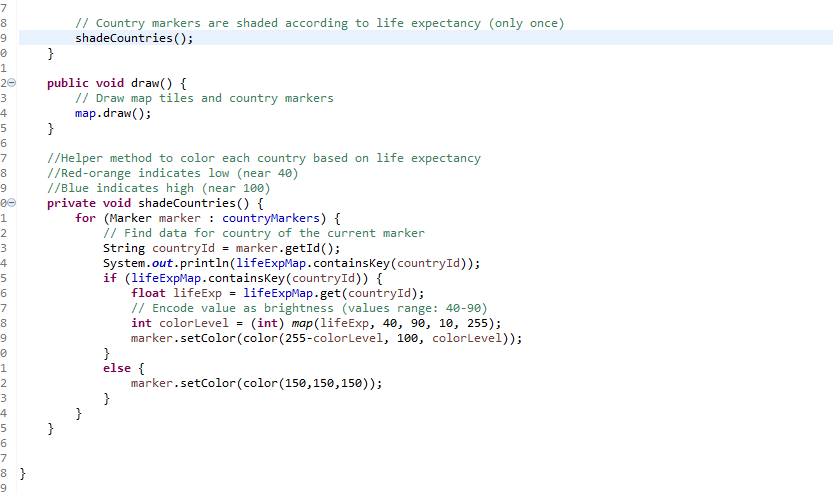 7
8 // Country markers are shaded according to life expectancy (only once)
9 shadeCountries();
0 }
1
2 public void draw() {
3 // Draw map tiles and country markers
4 map.draw();
5 }
6
7 //Helper method to color each country based on life expectancy
8 //Red-orange indicates low (near 40)
9 //Blue indicates high (near 100)
0 private void shadeCountries() {
1 for (Marker marker : countryMarkers) {
2 // Find data for country of the current marker
3 String countryId = marker.getId();
4 System.out.println(lifeExpMap.containsKey(countryId));
5 if (lifeExpMap.containsKey(countryId)) {
6 float lifeExp = lifeExpMap.get(countryId);
7 // Encode value as brightness (values range: 40-90)
8 int colorLevel = (int) map(lifeExp, 40, 90, 10, 255);
9 marker.setColor(color(255-colorLevel, 100, colorLevel));
0 }
1 else {
2 marker.setColor(color(150,150,150));
3 }
4 }
5 }
6
7
8 }
9